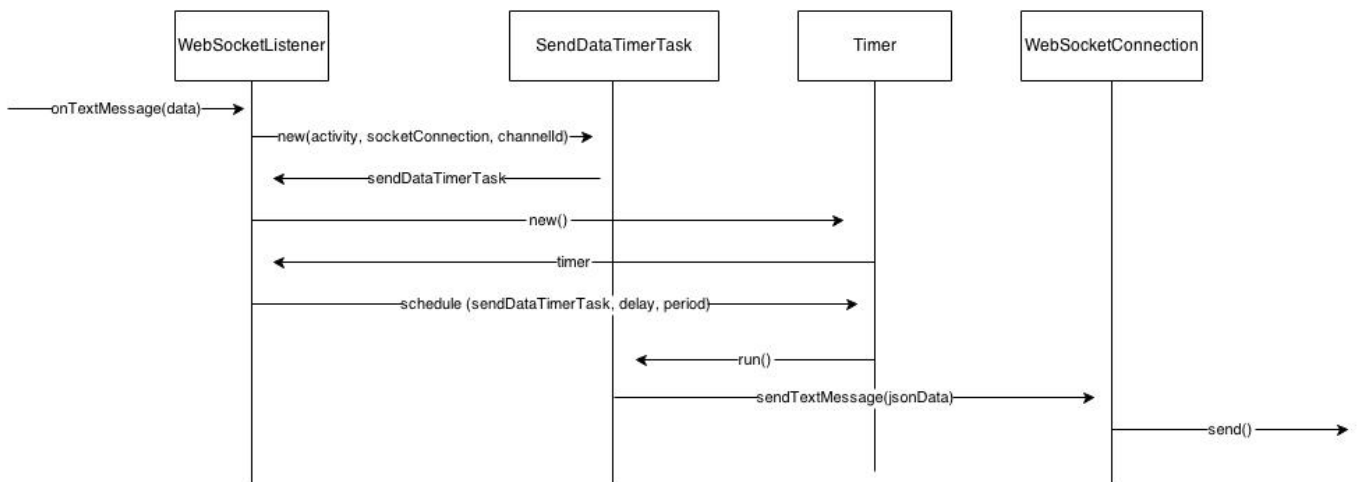 WebSocketListener
SendDataTimerTask
Timer
WebSocketConnection
onTextMessage(data)
new(activity, socketConnection, channelId)
sendDataTimerTask
new()
timer
schedule (sendDataTimerTask, delay, period)
run()
sendTextMessage(jsonData)
send()